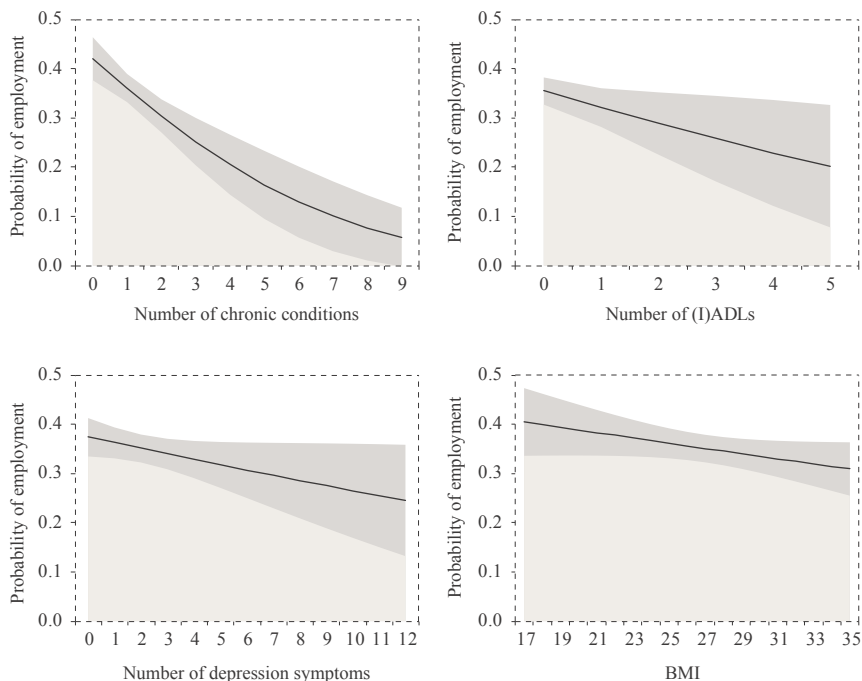 0.5
0.4
0.3
0.2
0.1
0.0
Probability of employment
0 1 2 3 4 5 6 7 8 9
Number of chronic conditions
0.5
0.4
0.3
0.2
0.1
0.0
Probability of employment
0 1 2 3 4 5
Number of (I)ADLs
0.5
0.4
0.3
0.2
0.1
0.0
Probability of employment
0 1 2 3 4 5 6 7 8 9 10 11 12
Number of depression symptoms
0.5
0.4
0.3
0.2
0.1
0.0
Probability of employment
17 19 21 23 25 27 29 31 33 35
BMI